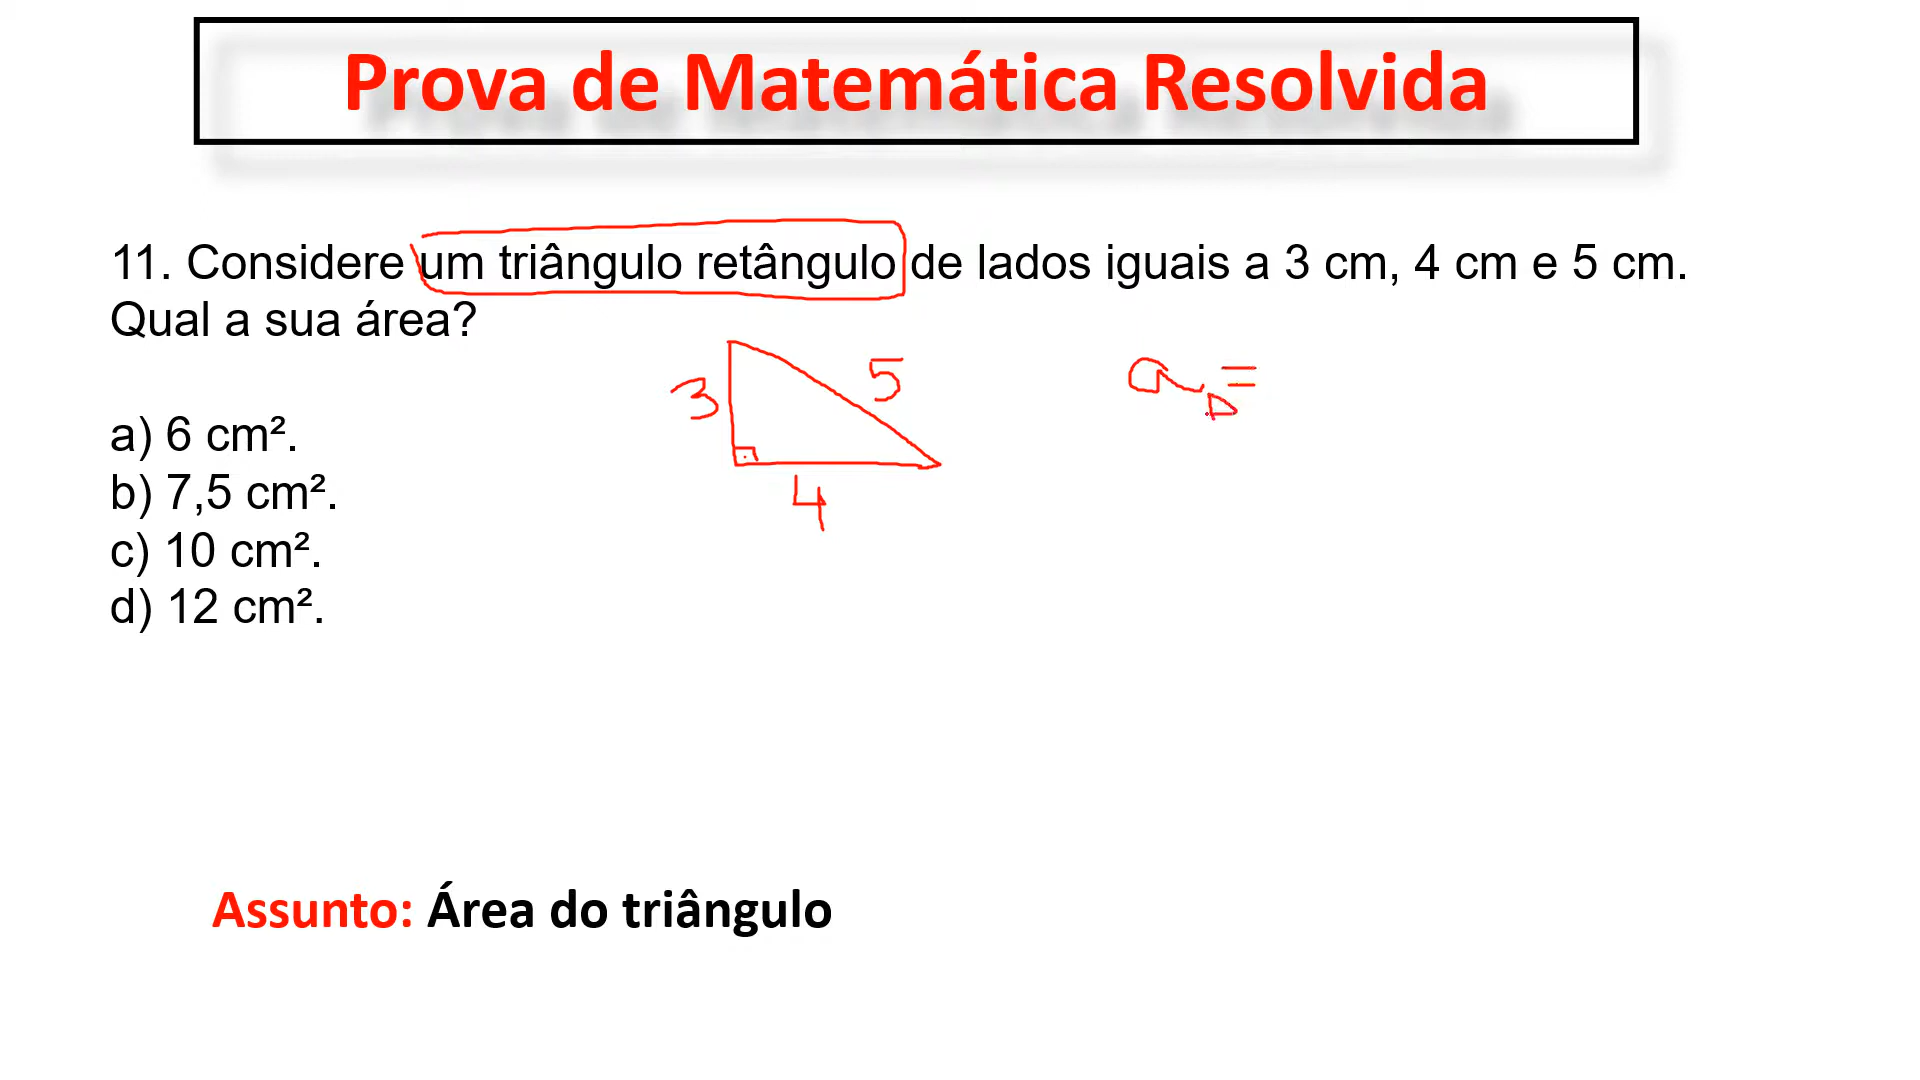 Prova de Matemática Resolvida
11. Considere um triângulo retângulo de lados iguais a 3 cm, 4 cm e 5 cm.
Qual a sua área?
3
5
a △ =
4
a) 6 cm².
b) 7,5 cm².
c) 10 cm².
d) 12 cm².
Assunto: Área do triângulo